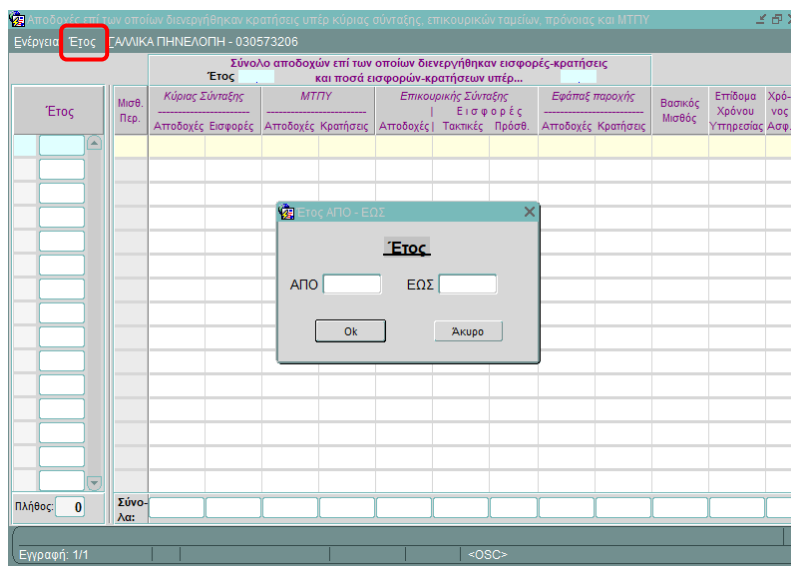 Αποδοχές επί των οποίων διενεργήθηκαν κρατήσεις υπέρ κύριας σύνταξης, επικουρικών ταμείων, πρόνοιας και ΜΤΠΥ
Ενέργεια Έτος ΓΑΛΛΙΚΑ ΠΗΝΕΛΟΠΗ - 030573206
Σύνολο αποδοχών επί των οποίων διενεργήθηκαν εισφορές-κρατήσεις
Έτος και ποσά εισφορών-κρατήσεων υπέρ...
Έτος
Μισθ. Περ.
Κύριας Σύνταξης
Αποδοχές Εισφορές
ΜΤΠΥ
Αποδοχές Κρατήσεις
Επικουρικής Σύνταξης
| Ε ι σ φ ο ρ έ ς
Αποδοχές| Τακτικές Πρόσθ.
Εφάπαξ παροχής
Αποδοχές Κρατήσεις
Βασικός
Μισθός
Επίδομα
Χρόνου
Υπηρεσίας
Χρό-
νος
Ασφ.
Έτος ΑΠΟ - ΕΩΣ
Έτος
ΑΠΟ ΕΩΣ
Ok Άκυρο
Πλήθος: 0
Σύνο-
λα:
Εγγραφή: 1/1 <OSC>